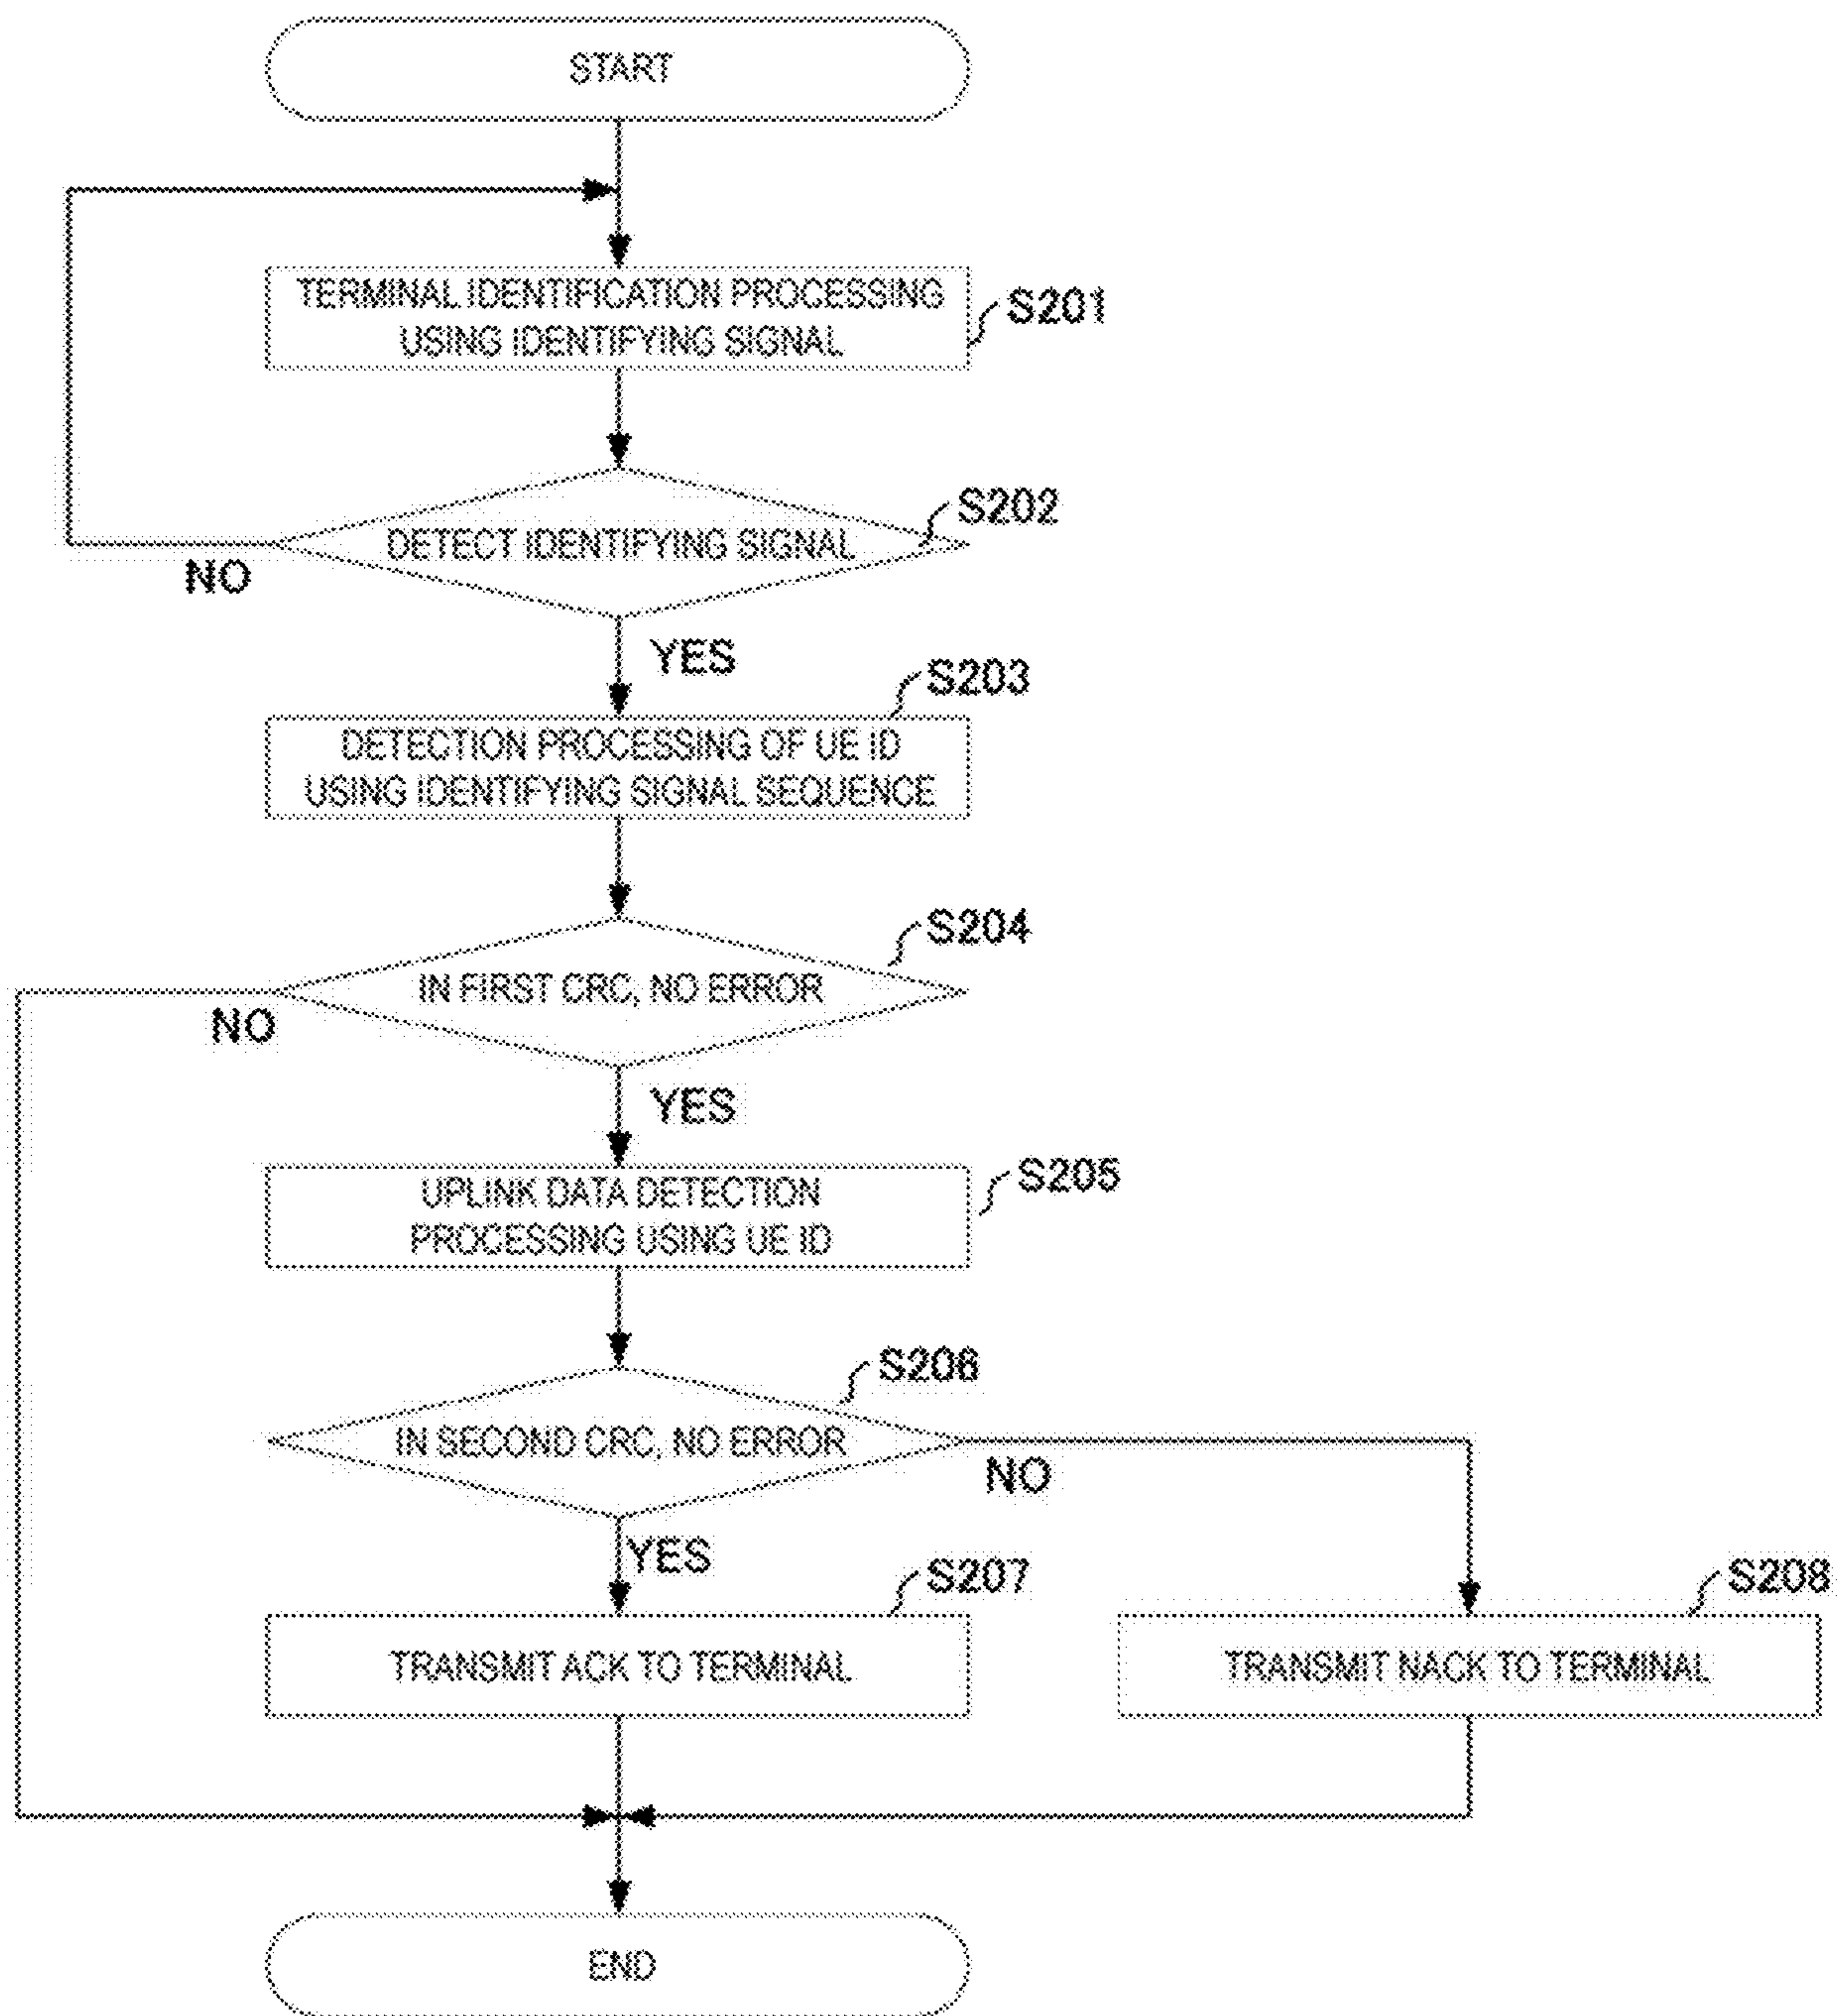 START
TERMINAL IDENTIFICATION PROCESSING
USING IDENTIFYING SIGNAL
S201
DETECT IDENTIFYING SIGNAL
S202
NO
YES
S203
DETECTION PROCESSING OF UE ID
USING IDENTIFYING SIGNAL SEQUENCE
S204
IN FIRST CRC, NO ERROR
NO
YES
UPLINK DATA DETECTION
PROCESSING USING UE ID
S205
S206
IN SECOND CRC, NO ERROR
NO
YES
S207
TRANSMIT ACK TO TERMINAL
S208
TRANSMIT NACK TO TERMINAL
END